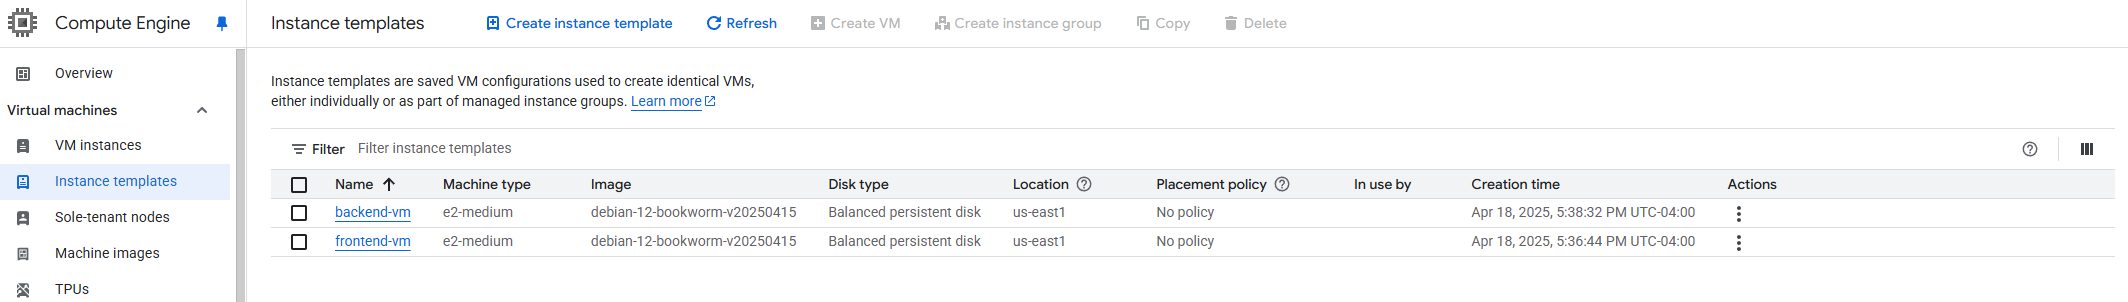 Compute Engine
Instance templates Create instance template Refresh Create VM Create instance group Copy Delete
Overview
Virtual machines
VM instances
Instance templates
Sole-tenant nodes
Machine images
TPUs
Instance templates are saved VM configurations used to create identical VMs,
either individually or as part of managed instance groups. Learn more
Filter Filter instance templates
Name Machine type Image Disk type Location Placement policy In use by Creation time Actions
backend-vm e2-medium debian-12-bookworm-v20250415 Balanced persistent disk us-east1 No policy Apr 18, 2025, 5:38:32 PM UTC-04:00
frontend-vm e2-medium debian-12-bookworm-v20250415 Balanced persistent disk us-east1 No policy Apr 18, 2025, 5:36:44 PM UTC-04:00